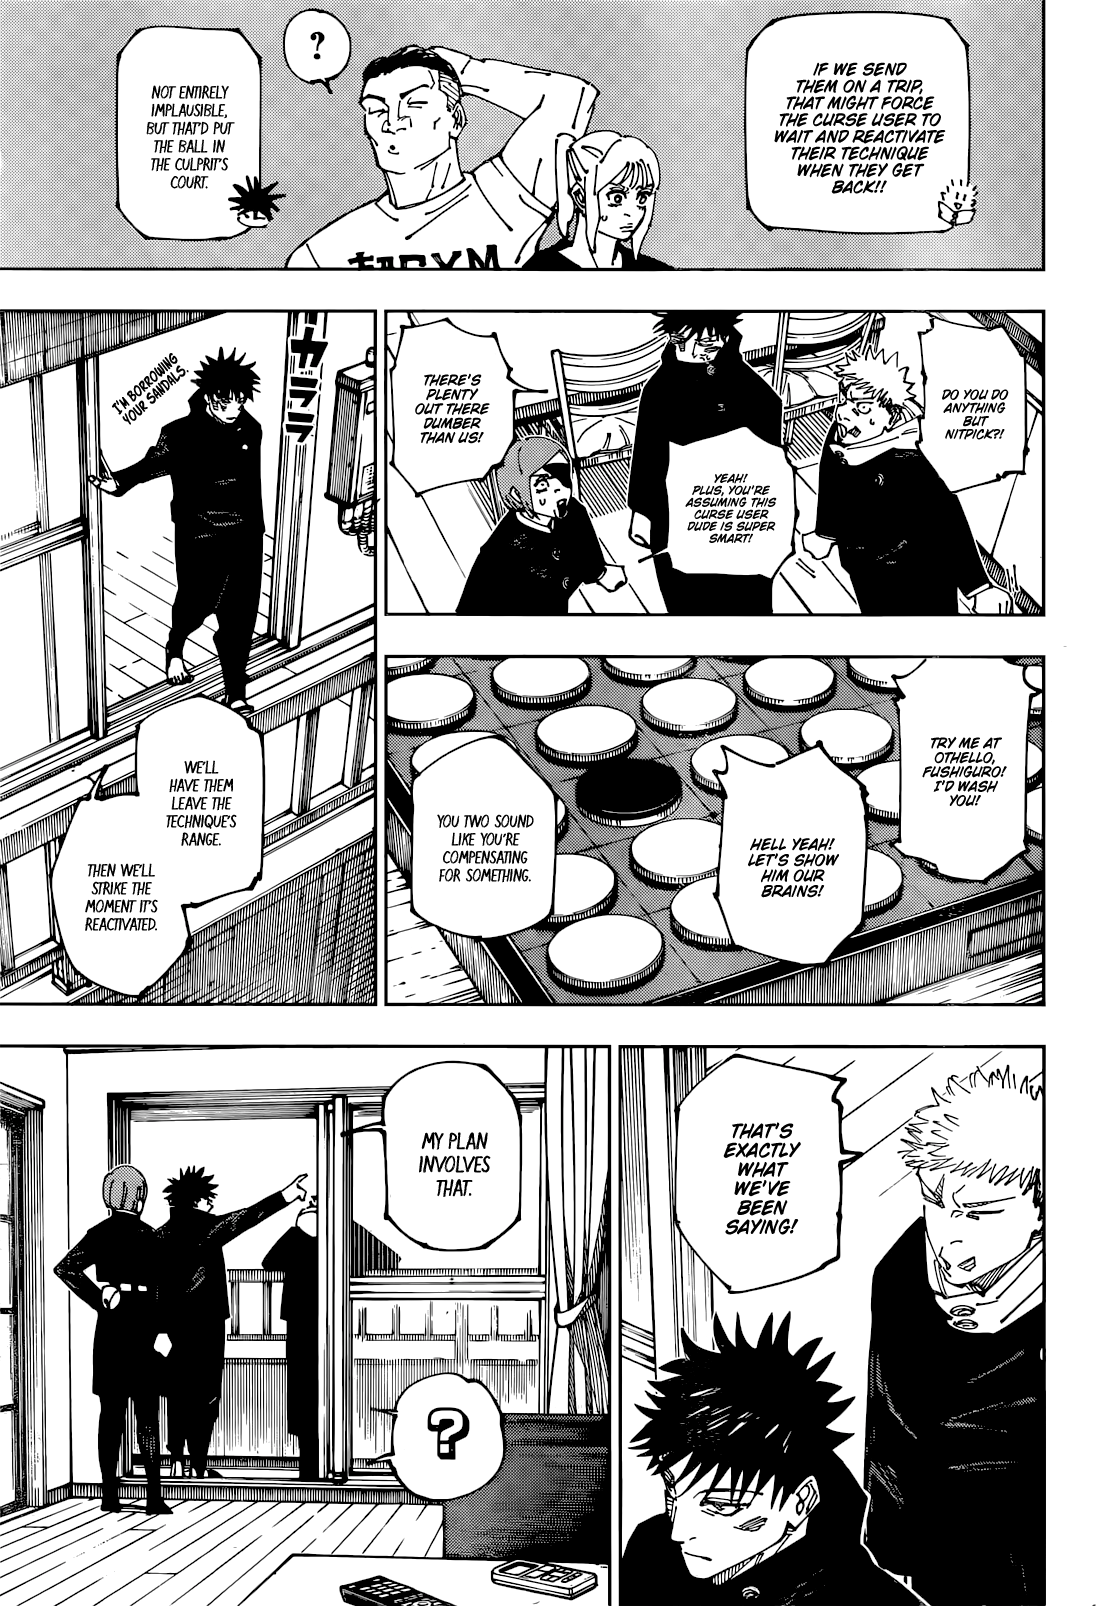 IF WE SEND
THEM ON A TRIP,
THAT MIGHT FORCE
THE CURSE USER TO
WAIT AND REACTIVATE
THEIR TECHNIQUE
WHEN THEY GET
BACK!!
?
NOT ENTIRELY
IMPLAUSIBLE,
BUT THAT'D PUT
THE BALL IN
THE CULPRIT'S
COURT.
DO YOU DO
ANYTHING
BUT
NITPICK?!
YEAH!
PLUS, YOU'RE
ASSUMING THIS
CURSE USER
DUDE IS SUPER
SMART!
THERE'S
PLENTY
OUT THERE
DUMBER
THAN US!
TRY ME AT
OTHELLO,
FUSHIGURO!
I'D WASH
YOU!
HELL YEAH!
LET'S SHOW
HIM OUR
BRAINS!
YOU TWO SOUND
LIKE YOU'RE
COMPENSATING
FOR SOMETHING.
カラララ
I'M BORROWING
YOUR SANDALS.
WE'LL
HAVE THEM
LEAVE THE
TECHNIQUE'S
RANGE.
THEN WE'LL
STRIKE THE
MOMENT IT'S
REACTIVATED.
THAT'S
EXACTLY
WHAT
WE'VE
BEEN
SAYING!
MY PLAN
INVOLVES
THAT.
?